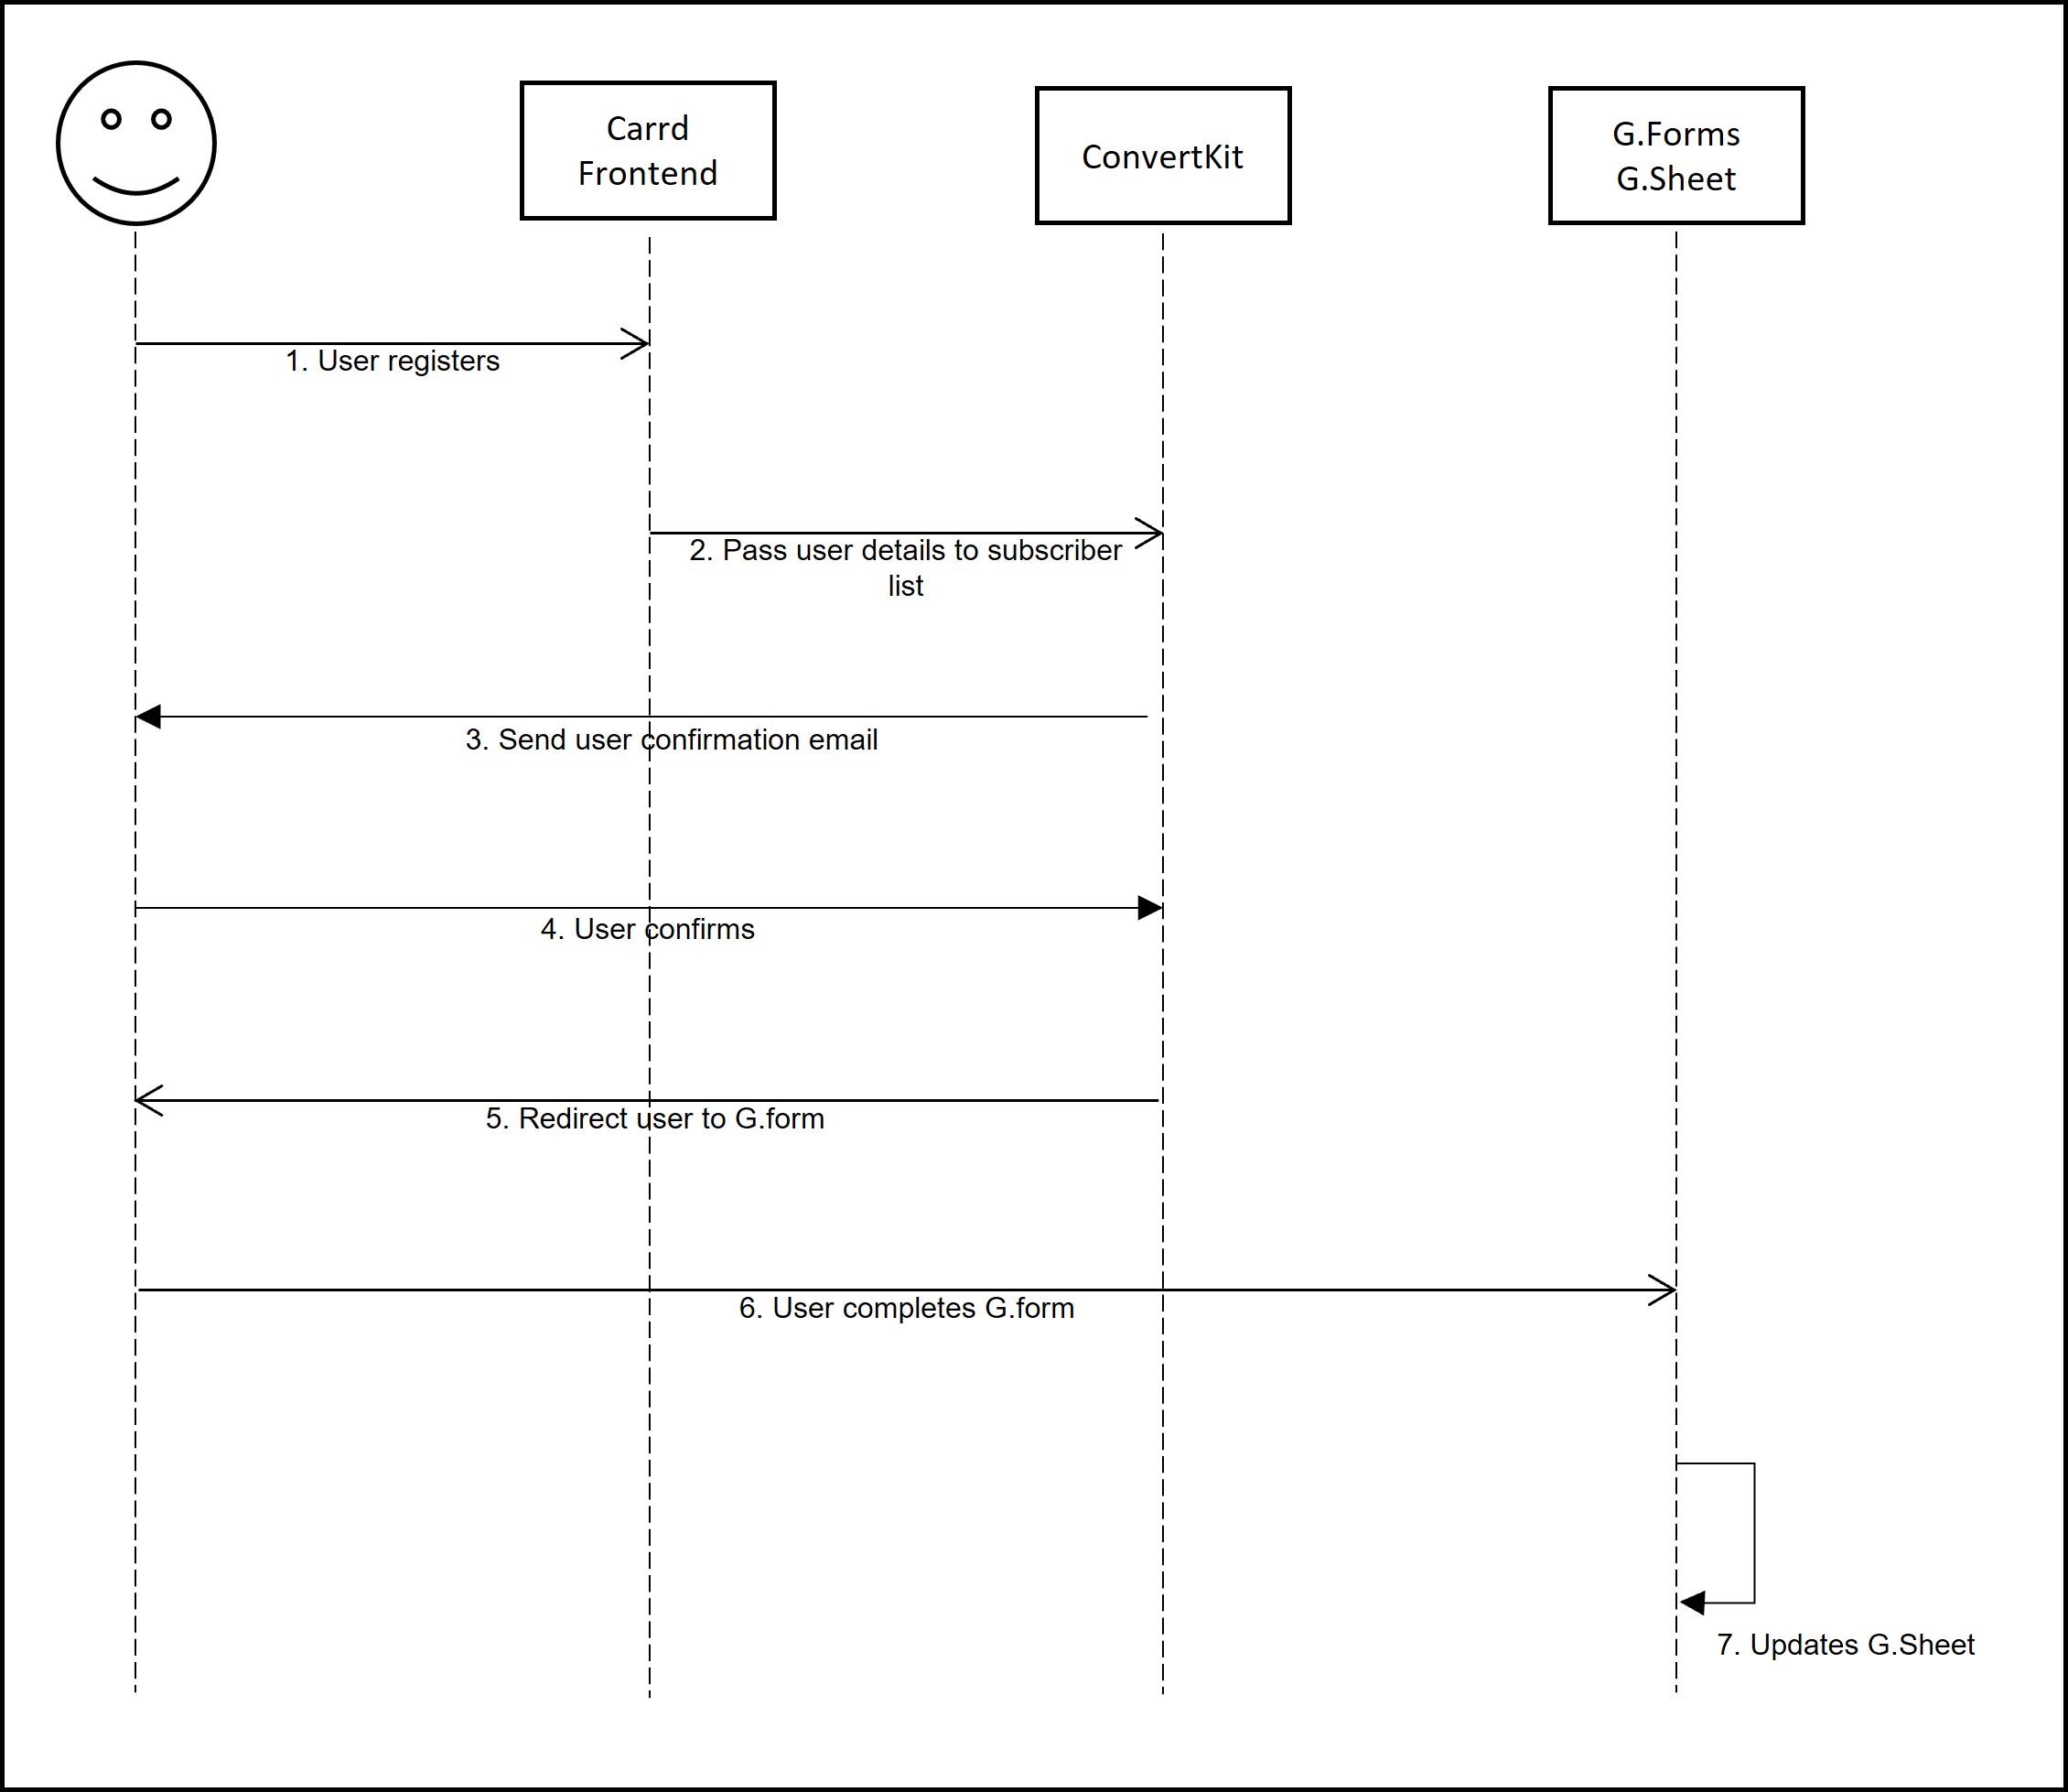 Carrd
Frontend
ConvertKit
G.Forms
G.Sheet
1. User registers
2. Pass user details to subscriber
list
3. Send user confirmation email
4. User confirms
5. Redirect user to G.form
6. User completes G.form
7. Updates G.Sheet